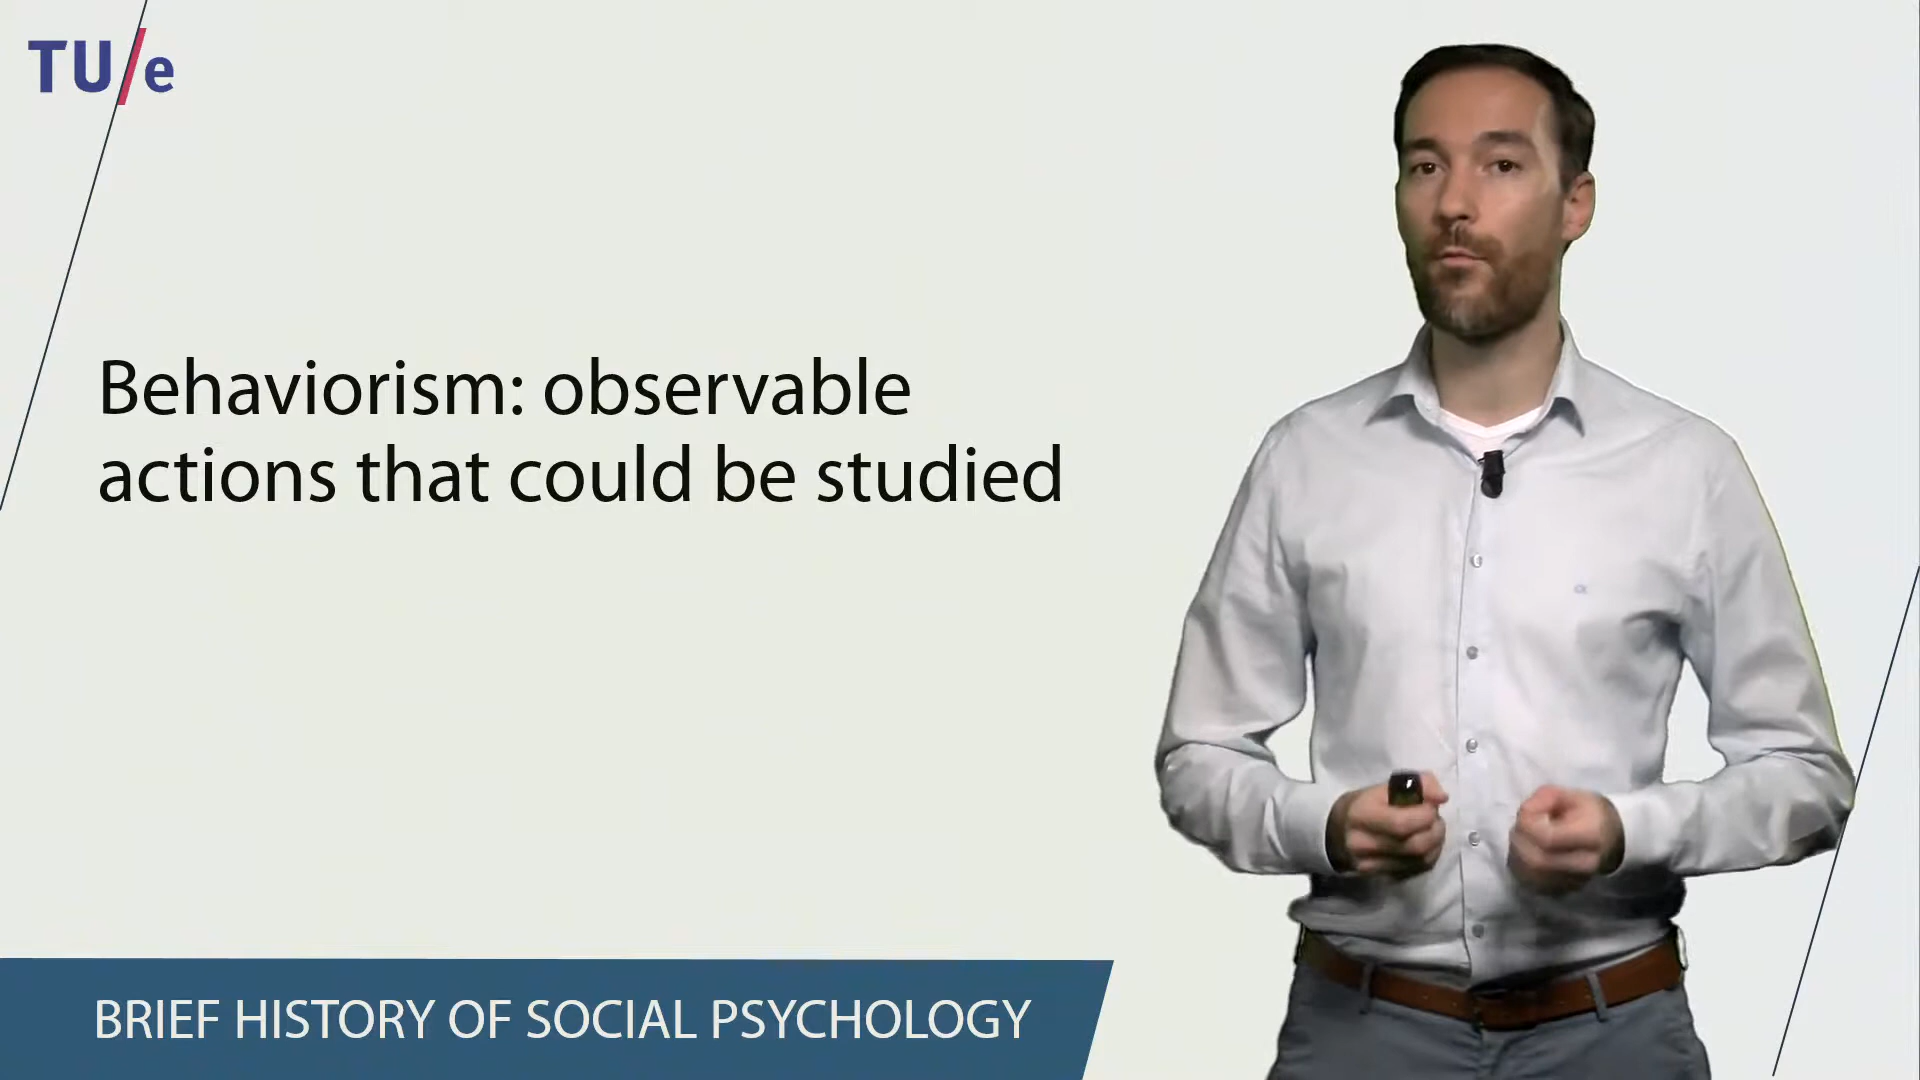 TU/e
Behaviorism: observable
actions that could be studied
BRIEF HISTORY OF SOCIAL PSYCHOLOGY